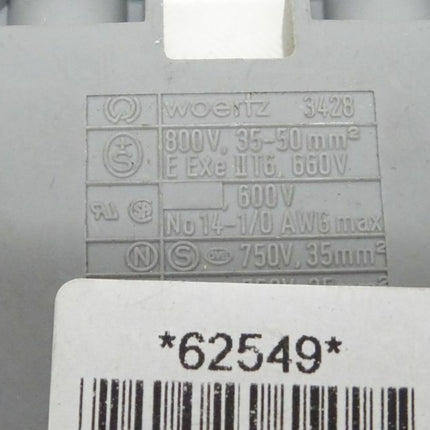 woertz 3428
800V, 35-50mm²
E Exe II T6, 660V
, 600V
No 14-1/0 AWG max
N S 750V, 35mm²
*62549*